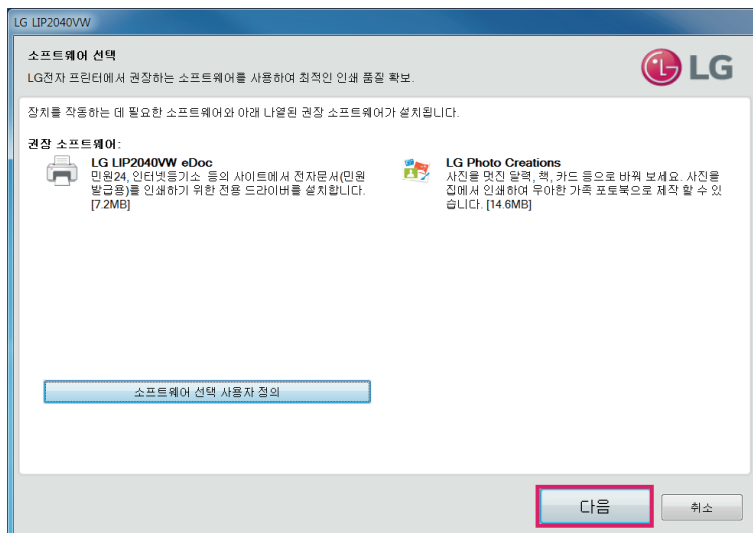 LG LIP2040VW
소프트웨어 선택
LG전자 프린터에서 권장하는 소프트웨어를 사용하여 최적인 인쇄 품질 확보.
LG
장치를 작동하는 데 필요한 소프트웨어와 아래 나열된 권장 소프트웨어가 설치됩니다.
권장 소프트웨어:
LG LIP2040VW eDoc
민원24, 인터넷등기소 등의 사이트에서 전자문서(민원
발급용)를 인쇄하기 위한 전용 드라이버를 설치합니다.
[7.2MB]
LG Photo Creations
사진을 멋진 달력, 책, 카드 등으로 바꿔 보세요. 사진을
집에서 인쇄하여 우아한 가족 포토북으로 제작 할 수 있
습니다. [14.6MB]
소프트웨어 선택 사용자 정의
다음
취소